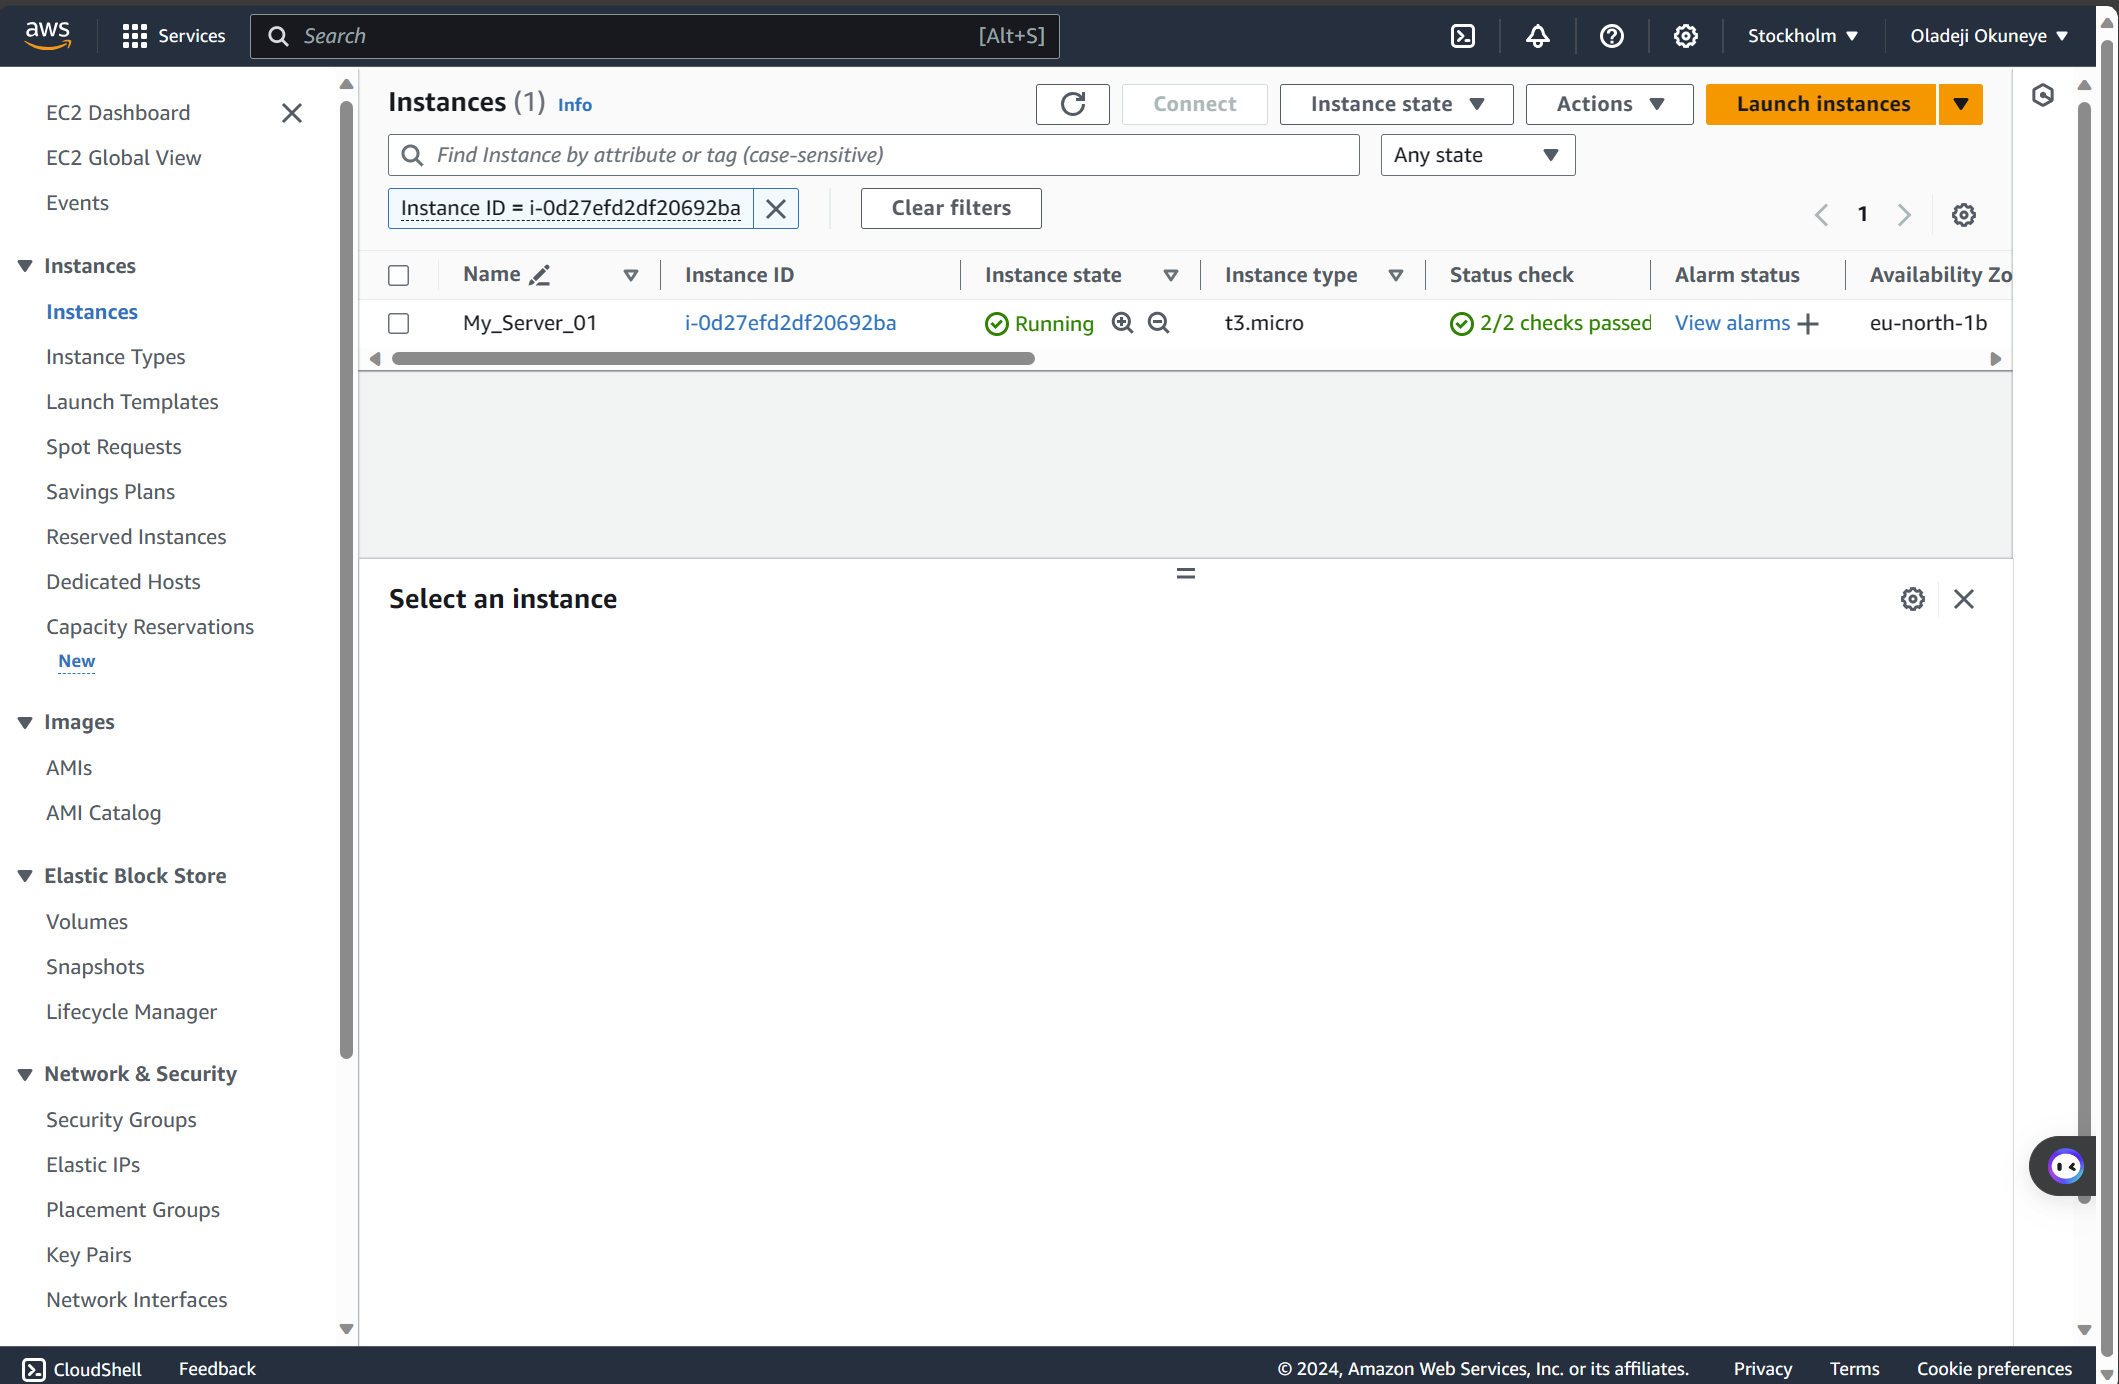 aws
Services
Search
[Alt+S]
Stockholm
Oladeji Okuneye
EC2 Dashboard
EC2 Global View
Events
Instances
Instances
Instance Types
Launch Templates
Spot Requests
Savings Plans
Reserved Instances
Dedicated Hosts
Capacity Reservations
New
Images
AMIs
AMI Catalog
Elastic Block Store
Volumes
Snapshots
Lifecycle Manager
Network & Security
Security Groups
Elastic IPs
Placement Groups
Key Pairs
Network Interfaces
Instances (1) Info
Connect
Instance state
Actions
Launch instances
Find Instance by attribute or tag (case-sensitive)
Any state
Instance ID = i-0d27efd2df20692ba
Clear filters
1
Name
Instance ID
Instance state
Instance type
Status check
Alarm status
Availability Zo
My_Server_01
i-0d27efd2df20692ba
Running
t3.micro
2/2 checks passed
View alarms
eu-north-1b
Select an instance
CloudShell
Feedback
© 2024, Amazon Web Services, Inc. or its affiliates.
Privacy
Terms
Cookie preferences